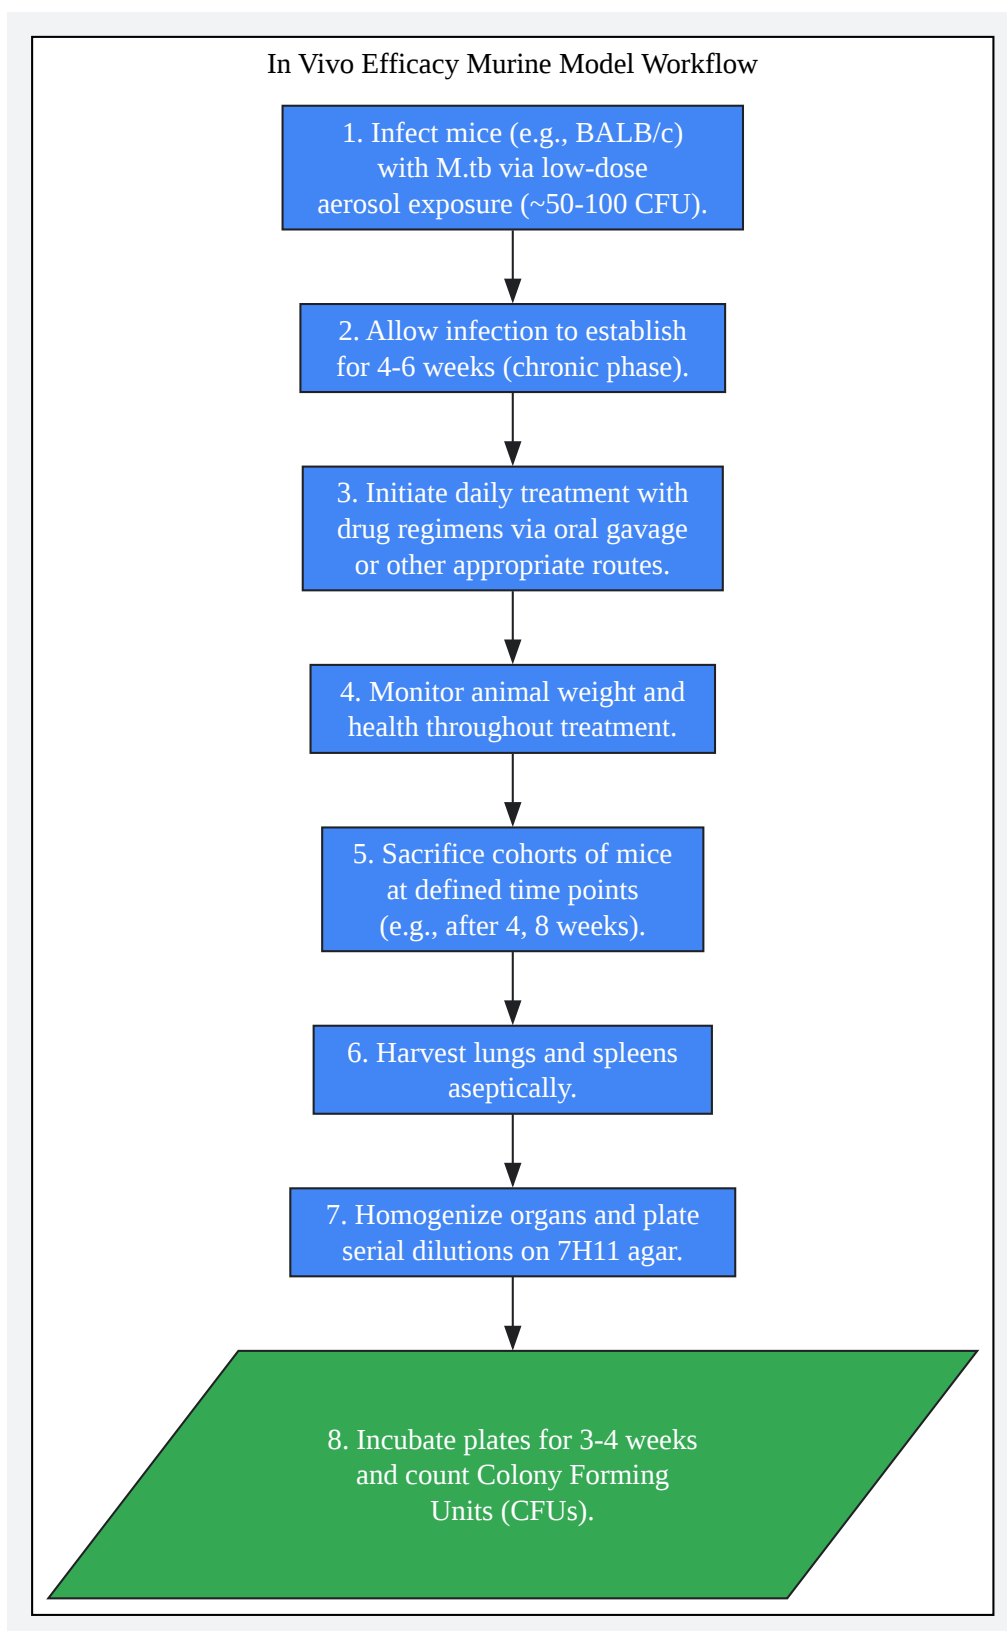 In Vivo Efficacy Murine Model Workflow
1. Infect mice (e.g., BALB/c)
with M.tb via low-dose
aerosol exposure (~50-100 CFU).
2. Allow infection to establish
for 4-6 weeks (chronic phase).
3. Initiate daily treatment with
drug regimens via oral gavage
or other appropriate routes.
4. Monitor animal weight and
health throughout treatment.
5. Sacrifice cohorts of mice
at defined time points
(e.g., after 4, 8 weeks).
6. Harvest lungs and spleens
aseptically.
7. Homogenize organs and plate
serial dilutions on 7H11 agar.
8. Incubate plates for 3-4 weeks
and count Colony Forming
Units (CFUs).